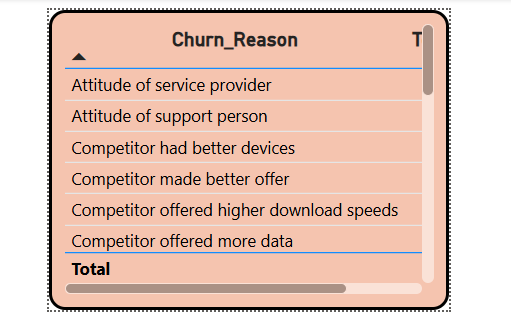 Churn_Reason T
Attitude of service provider
Attitude of support person
Competitor had better devices
Competitor made better offer
Competitor offered higher download speeds
Competitor offered more data
Total